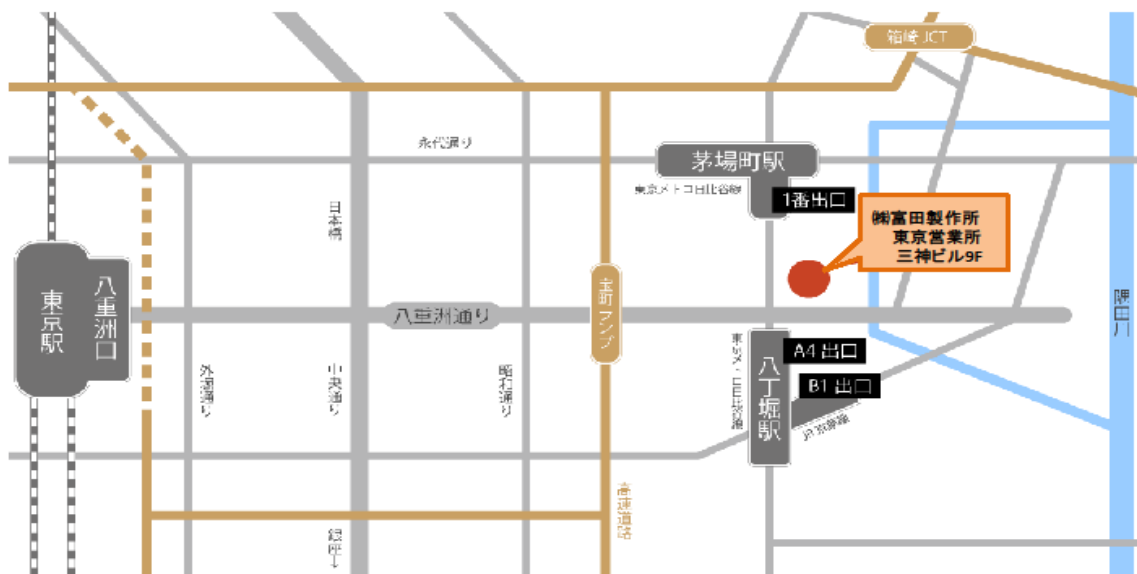 箱崎 JCT
永代通り
茅場町駅
東京メトロ日比谷線
1番出口
㈱富田製作所
東京営業所
三神ビル9F
日本橋
東京駅
八重洲口
八重洲通り
宝町ランプ
隅田川
外堀通り
中央通り
昭和通り
東京メトロ日比谷線
八丁堀駅
A4 出口
B1 出口
JR 京葉線
高速道路
銀座↓